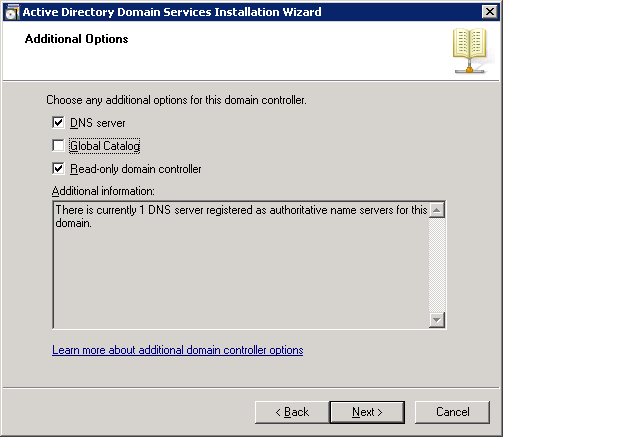 Active Directory Domain Services Installation Wizard
Additional Options
Choose any additional options for this domain controller.
DNS server
Global Catalog
Read-only domain controller
Additional information:
There is currently 1 DNS server registered as authoritative name servers for this
domain.
Learn more about additional domain controller options
< Back
Next >
Cancel